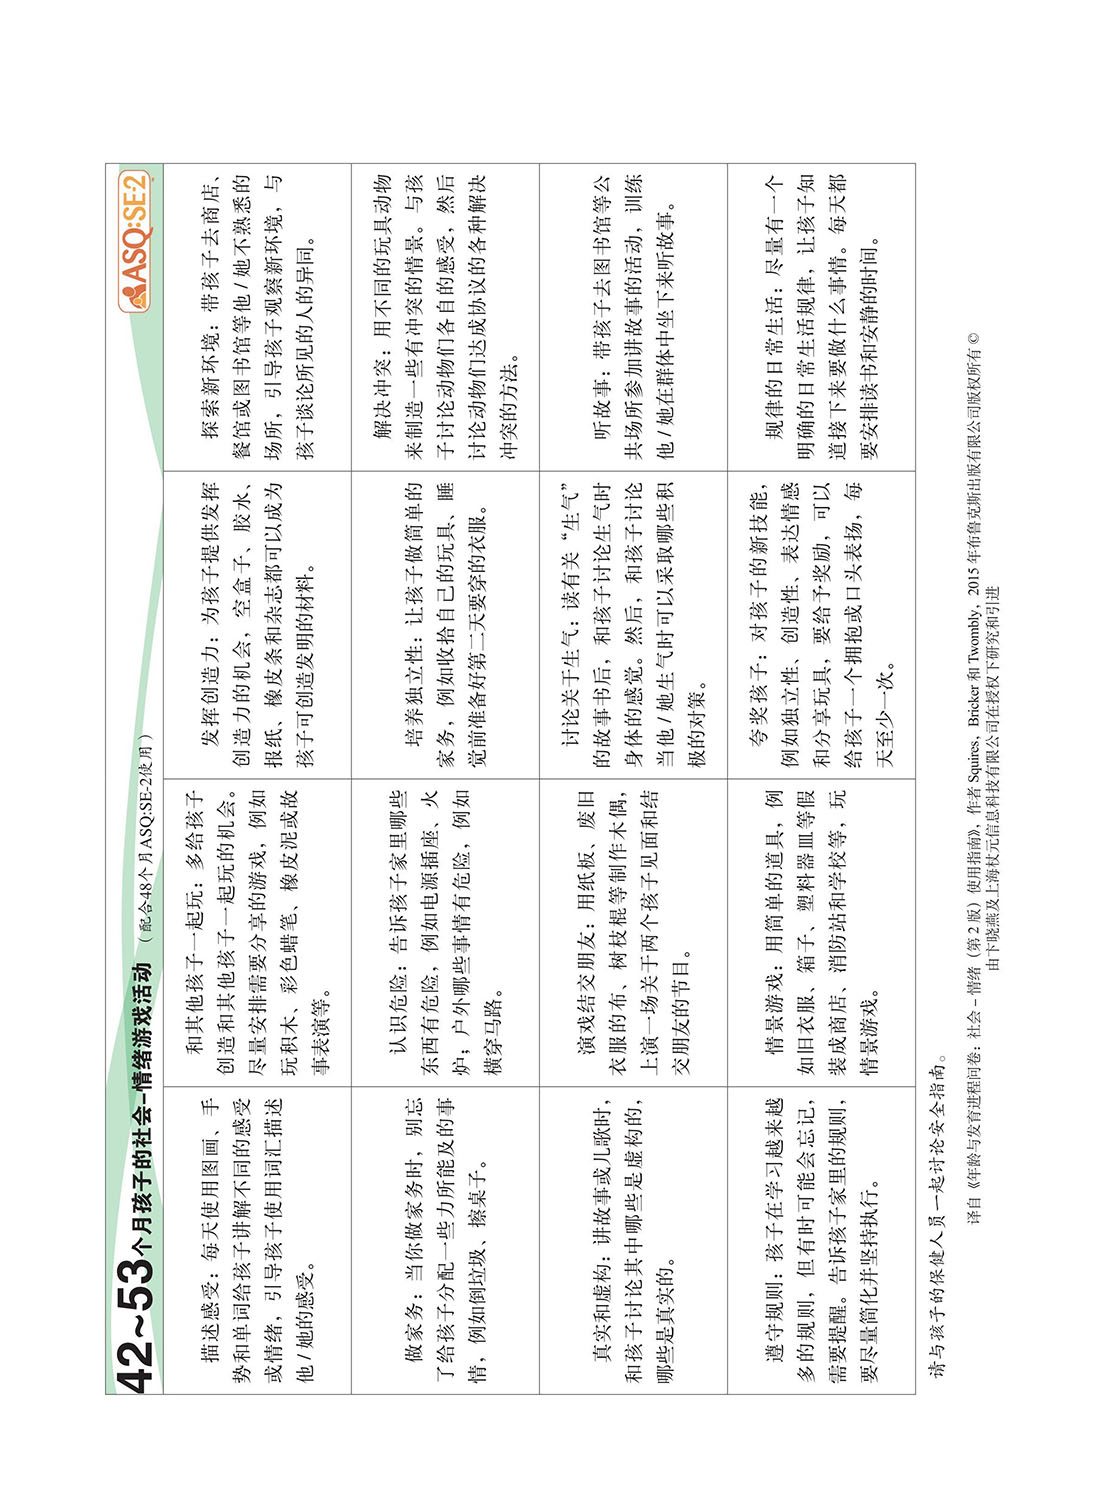 42~53个月孩子的社会-情绪游戏活动 （配合48个月ASQ:SE-2使用）
ASQ:SE-2
描述感受：每天使用图画、手
势和单词给孩子讲解不同的感受
或情绪，引导孩子使用词汇描述
他/她的感受。
和其他孩子一起玩：多给孩子
创造和其他孩子一起玩的机会。
尽量安排需要分享的游戏，例如
玩积木、彩色蜡笔、橡皮泥或故
事表演等。
发挥创造力：为孩子提供发挥
创造力的机会，空盒子、胶水、
报纸、橡皮条和杂志都可以成为
孩子可创造发明的材料。
探索新环境：带孩子去商店、
餐馆或图书馆等他/她不熟悉的
场所，引导孩子观察新环境，与
孩子谈论所见的人的异同。
做家务：当你做家务时，别忘
了给孩子分配一些力所能及的事
情，例如倒垃圾、擦桌子。
认识危险：告诉孩子家里哪些
东西有危险，例如电源插座、火
炉；户外哪些事情有危险，例如
横穿马路。
培养独立性：让孩子做简单的
家务，例如收拾自己的玩具、睡
觉前准备好第二天要穿的衣服。
解决冲突：用不同的玩具动物
来制造一些有冲突的情景。与孩
子讨论动物们各自的感受，然后
讨论动物们达成协议的各种解决
冲突的方法。
真实和虚构：讲故事或儿歌时，
和孩子讨论其中哪些是虚构的，
哪些是真实的。
演戏结交朋友：用纸板、废旧
衣服的布、树枝棍等制作木偶，
上演一场关于两个孩子见面和结
交朋友的节目。
讨论关于生气：读有关“生气”
的故事书后，和孩子讨论生气时
身体的感觉。然后，和孩子讨论
当他/她生气时可以采取哪些积
极的对策。
听故事：带孩子去图书馆等公
共场所参加讲故事的活动，训练
他/她在群体中坐下来听故事。
遵守规则：孩子在学习越来越
多的规则，但有时可能会忘记，
需要提醒。告诉孩子家里的规则，
要尽量简化并坚持执行。
情景游戏：用简单的道具，例
如旧衣服、箱子、塑料器皿等假
装成商店、消防站和学校等，玩
情景游戏。
夸奖孩子：对孩子的新技能，
例如独立性、创造性、表达情感
和分享玩具，要给予奖励，可以
给孩子一个拥抱或口头表扬，每
天至少一次。
规律的日常生活：尽量有一个
明确的日常生活规律，让孩子知
道接下来要做什么事情。每天都
要安排读书和安静的时间。
请与孩子的保健人员一起讨论安全指南。
译自《年龄与发育进程问卷：社会-情绪（第2版）使用指南》，作者 Squires，Bricker 和 Twombly，2015年布鲁克斯出版有限公司版权所有 ©
由卞晓燕及上海杖元信息科技有限公司在授权下研究和引进